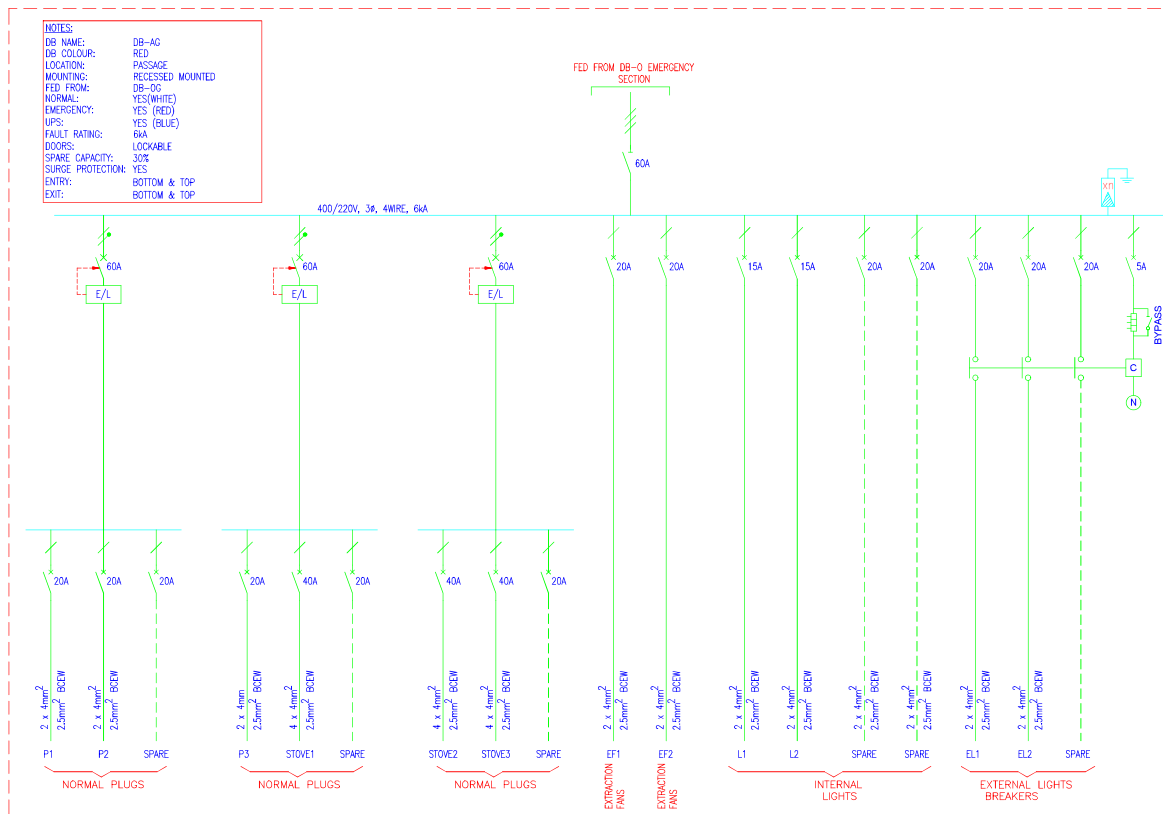 NOTES:
DB NAME: DB-AG
DB COLOUR: RED
LOCATION: PASSAGE
MOUNTING: RECESSED MOUNTED
FED FROM: DB-OG
NORMAL: YES(WHITE)
EMERGENCY: YES (RED)
UPS: YES (BLUE)
FAULT RATING: 6kA
DOORS: LOCKABLE
SPARE CAPACITY: 30%
SURGE PROTECTION: YES
ENTRY: BOTTOM & TOP
EXIT: BOTTOM & TOP
FED FROM DB-O EMERGENCY
SECTION
60A
400/220V, 3Ø, 4WIRE, 6kA
60A 60A 60A 20A 20A 15A 15A 20A 20A 20A 20A 20A 5A
E/L E/L E/L
BYPASS
C
N
20A 20A 20A 20A 40A 20A 40A 40A 20A
2 x 4mm²
2.5mm² BCEW
2 x 4mm²
2.5mm² BCEW
2 x 4mm²
2.5mm² BCEW
4 x 4mm²
2.5mm² BCEW
4 x 4mm²
2.5mm² BCEW
4 x 4mm²
2.5mm² BCEW
2 x 4mm²
2.5mm² BCEW
2 x 4mm²
2.5mm² BCEW
2 x 4mm²
2.5mm² BCEW
2 x 4mm²
2.5mm² BCEW
2 x 4mm²
2.5mm² BCEW
2 x 4mm²
2.5mm² BCEW
2 x 4mm²
2.5mm² BCEW
2 x 4mm²
2.5mm² BCEW
P1 P2 SPARE P3 STOVE1 SPARE STOVE2 STOVE3 SPARE EF1 EF2 L1 L2 SPARE SPARE EL1 EL2 SPARE
NORMAL PLUGS
NORMAL PLUGS
NORMAL PLUGS
EXTRACTION
FANS
EXTRACTION
FANS
INTERNAL
LIGHTS
EXTERNAL LIGHTS
BREAKERS